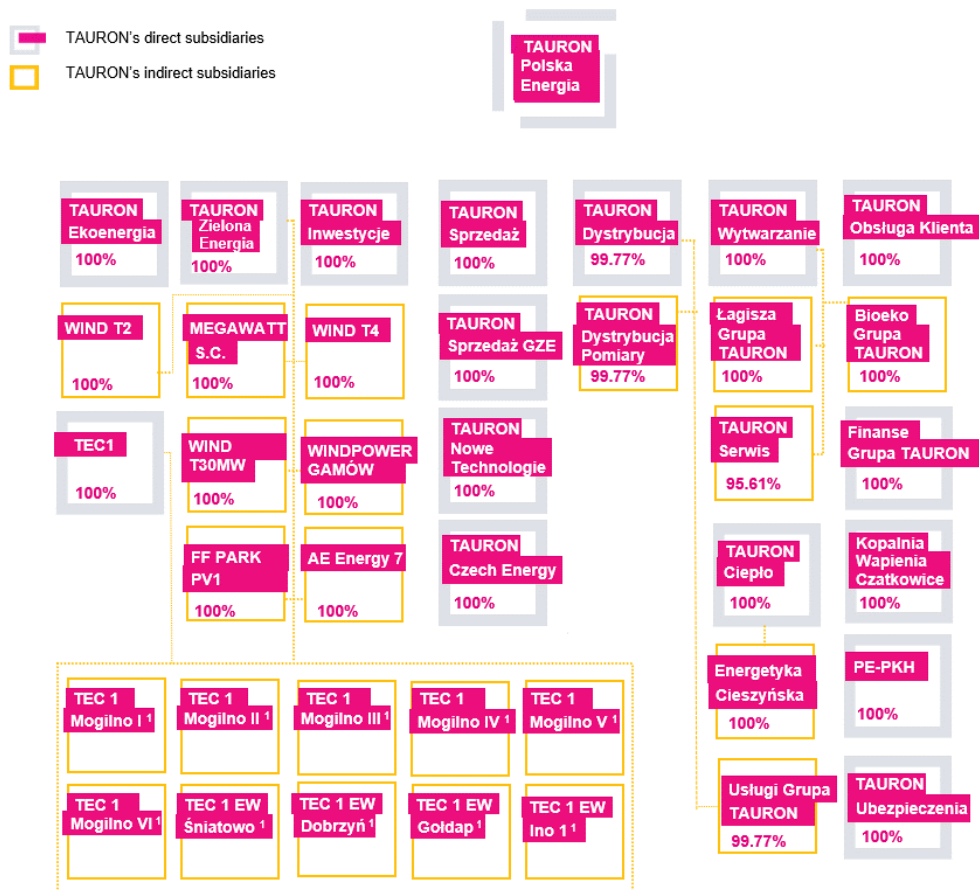 TAURON's direct subsidiaries
TAURON's indirect subsidiaries
TAURON
Polska
Energia
TAURON
Ekoenergia
100%
TAURON
Zielona
Energia
100%
TAURON
Inwestycje
100%
TAURON
Sprzedaż
100%
TAURON
Dystrybucja
99.77%
TAURON
Wytwarzanie
100%
TAURON
Obsługa Klienta
100%
WIND T2
100%
MEGAWATT
S.C.
100%
WIND T4
100%
TAURON
Sprzedaż GZE
100%
TAURON
Dystrybucja
Pomiary
99.77%
Łagisza
Grupa
TAURON
100%
Bioeko
Grupa
TAURON
100%
TEC1
100%
WIND
T30MW
100%
WINDPOWER
GAMÓW
100%
TAURON
Nowe
Technologie
100%
TAURON
Serwis
95.61%
Finanse
Grupa TAURON
100%
FF PARK
PV1
100%
AE Energy 7
100%
TAURON
Czech Energy
100%
TAURON
Ciepło
100%
Kopalnia
Wapienia
Czatkowice
100%
TEC 1
Mogilno I ¹
TEC 1
Mogilno II ¹
TEC 1
Mogilno III ¹
TEC 1
Mogilno IV ¹
TEC 1
Mogilno V ¹
Energetyka
Cieszyńska
100%
PE-PKH
100%
TEC 1
Mogilno VI ¹
TEC 1 EW
Śniatowo ¹
TEC 1 EW
Dobrzyń ¹
TEC 1 EW
Gołdap ¹
TEC 1 EW
Ino 1 ¹
Usługi Grupa
TAURON
99.77%
TAURON
Ubezpieczenia
100%